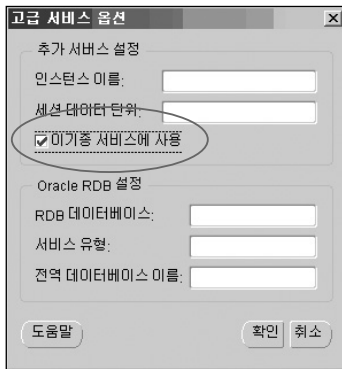 고급 서비스 옵션
추가 서비스 설정
인스턴스 이름:
세션 데이터 단위:
이기종 서비스에 사용
Oracle RDB 설정
RDB 데이터베이스:
서비스 유형:
전역 데이터베이스 이름:
도움말 확인 취소